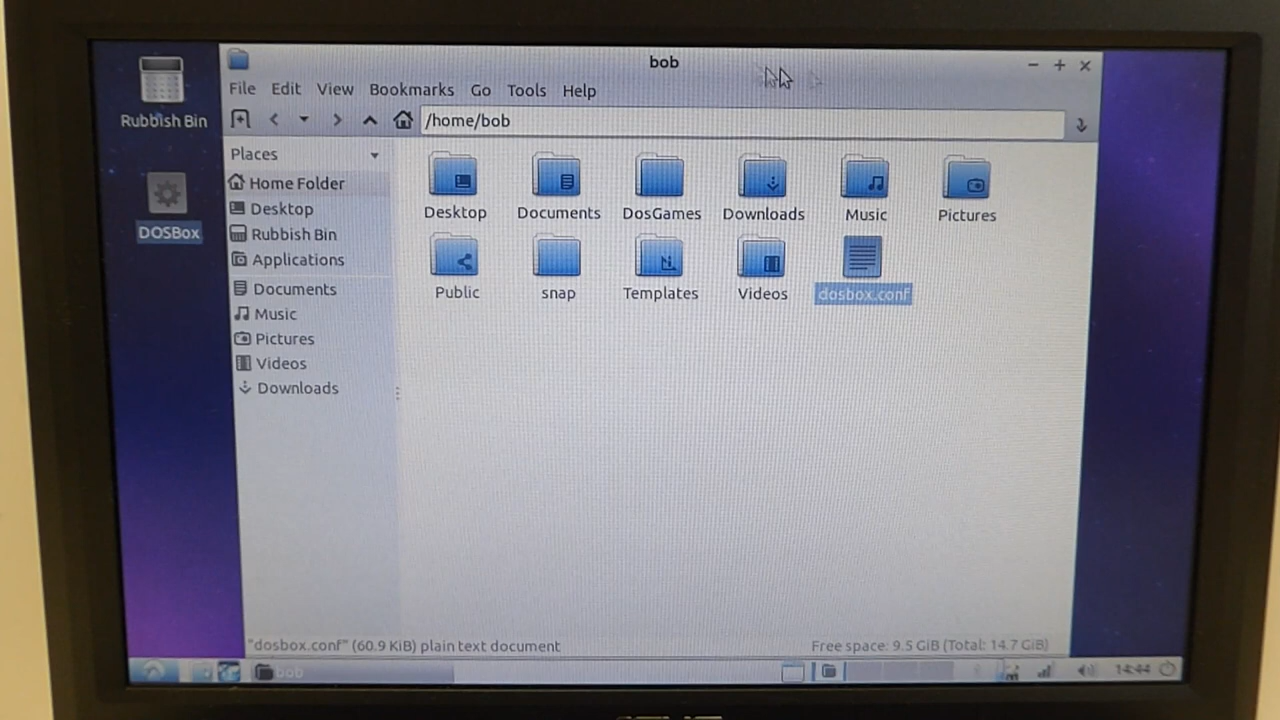 bob
File Edit View Bookmarks Go Tools Help
/home/bob
Rubbish Bin
DOSBox
Places
Home Folder
Desktop
Rubbish Bin
Applications
Documents
Music
Pictures
Videos
Downloads
Desktop Documents DosGames Downloads Music Pictures
Public snap Templates Videos dosbox.conf
"dosbox.conf" (60.9 KiB) plain text document
Free space: 9.5 GiB (Total: 14.7 GiB)
bob
14:44